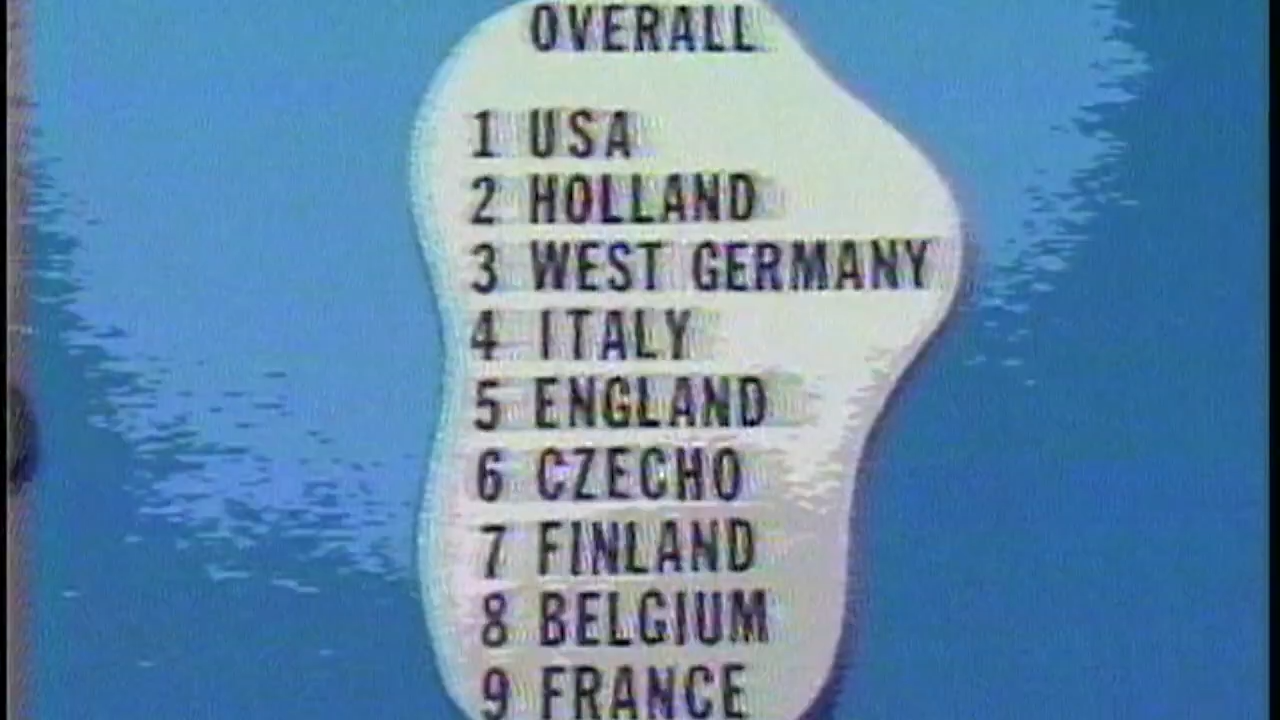 OVERALL
1 USA
2 HOLLAND
3 WEST GERMANY
4 ITALY
5 ENGLAND
6 CZECHO
7 FINLAND
8 BELGIUM
9 FRANCE